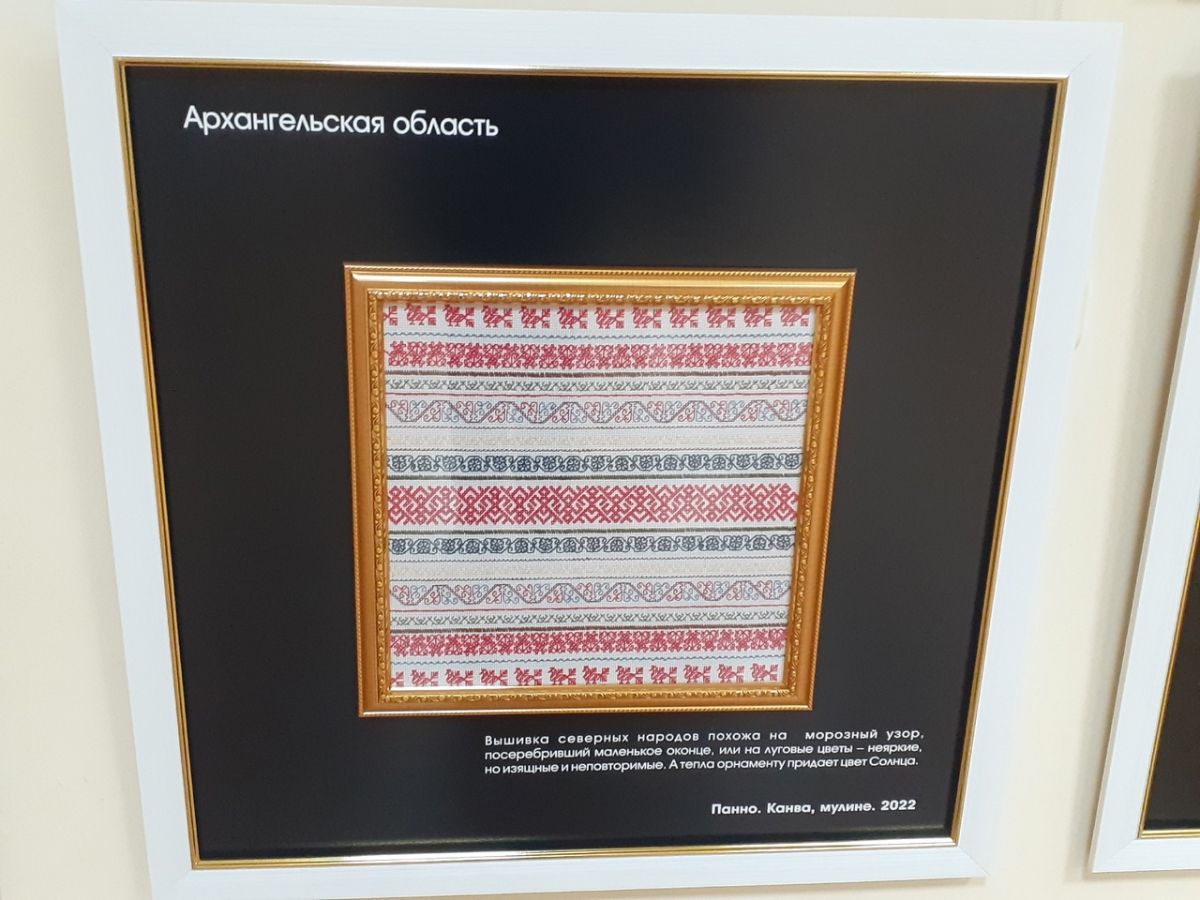 Архангельская область
Вышивка северных народов похожа на морозный узор,
посеребривший маленькое оконце, или на луговые цветы – неяркие,
но изящные и неповторимые. А тепла орнаменту придает цвет Солнца.
Панно. Канва, мулине. 2022